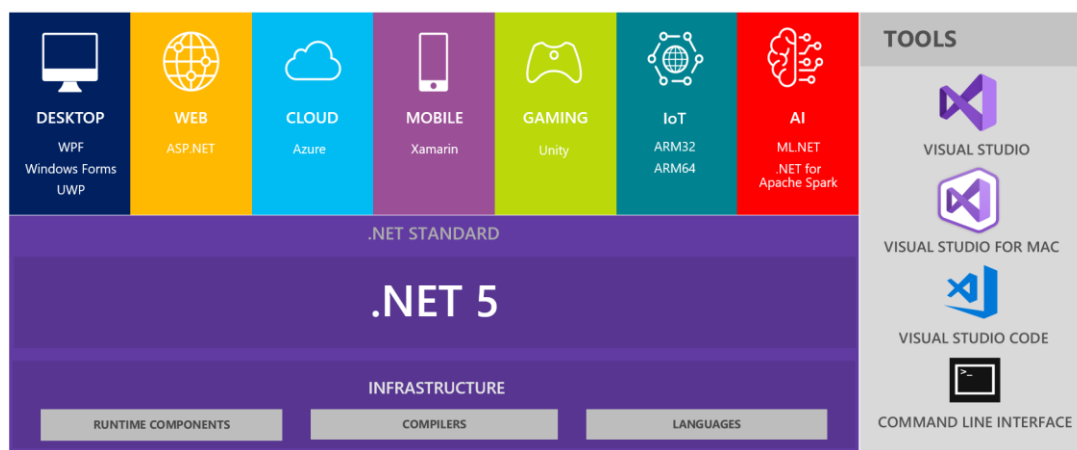 DESKTOP
WPF
Windows Forms
UWP
WEB
ASP.NET
CLOUD
Azure
MOBILE
Xamarin
GAMING
Unity
IoT
ARM32
ARM64
AI
ML.NET
.NET for
Apache Spark
.NET STANDARD
.NET 5
INFRASTRUCTURE
RUNTIME COMPONENTS
COMPILERS
LANGUAGES
TOOLS
VISUAL STUDIO
VISUAL STUDIO FOR MAC
VISUAL STUDIO CODE
>_
COMMAND LINE INTERFACE